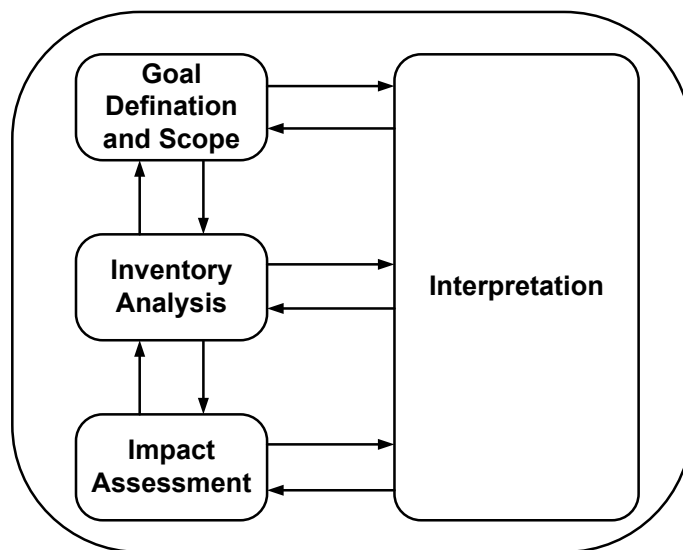 Goal
Defination
and Scope
Inventory
Analysis
Interpretation
Impact
Assessment